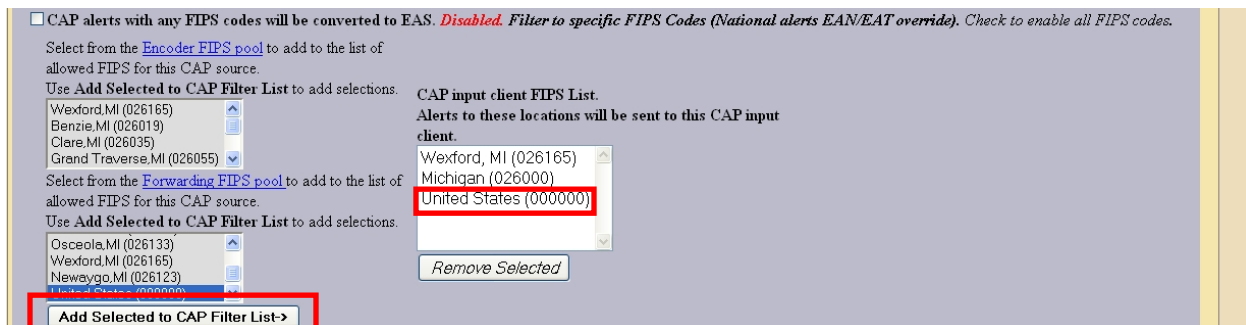 CAP alerts with any FIPS codes will be converted to EAS. Disabled. Filter to specific FIPS Codes (National alerts EAN/EAT override). Check to enable all FIPS codes.
Select from the Encoder FIPS pool to add to the list of
allowed FIPS for this CAP source.
Use Add Selected to CAP Filter List to add selections.
Wexford,MI (026165)
Benzie,MI (026019)
Clare,MI (026035)
Grand Traverse,MI (026055)
Select from the Forwarding FIPS pool to add to the list of
allowed FIPS for this CAP source.
Use Add Selected to CAP Filter List to add selections.
Osceola,MI (026133)
Wexford,MI (026165)
Newaygo,MI (026123)
United States (000000)
Add Selected to CAP Filter List->
CAP input client FIPS List.
Alerts to these locations will be sent to this CAP input
client.
Wexford, MI (026165)
Michigan (026000)
United States (000000)
Remove Selected